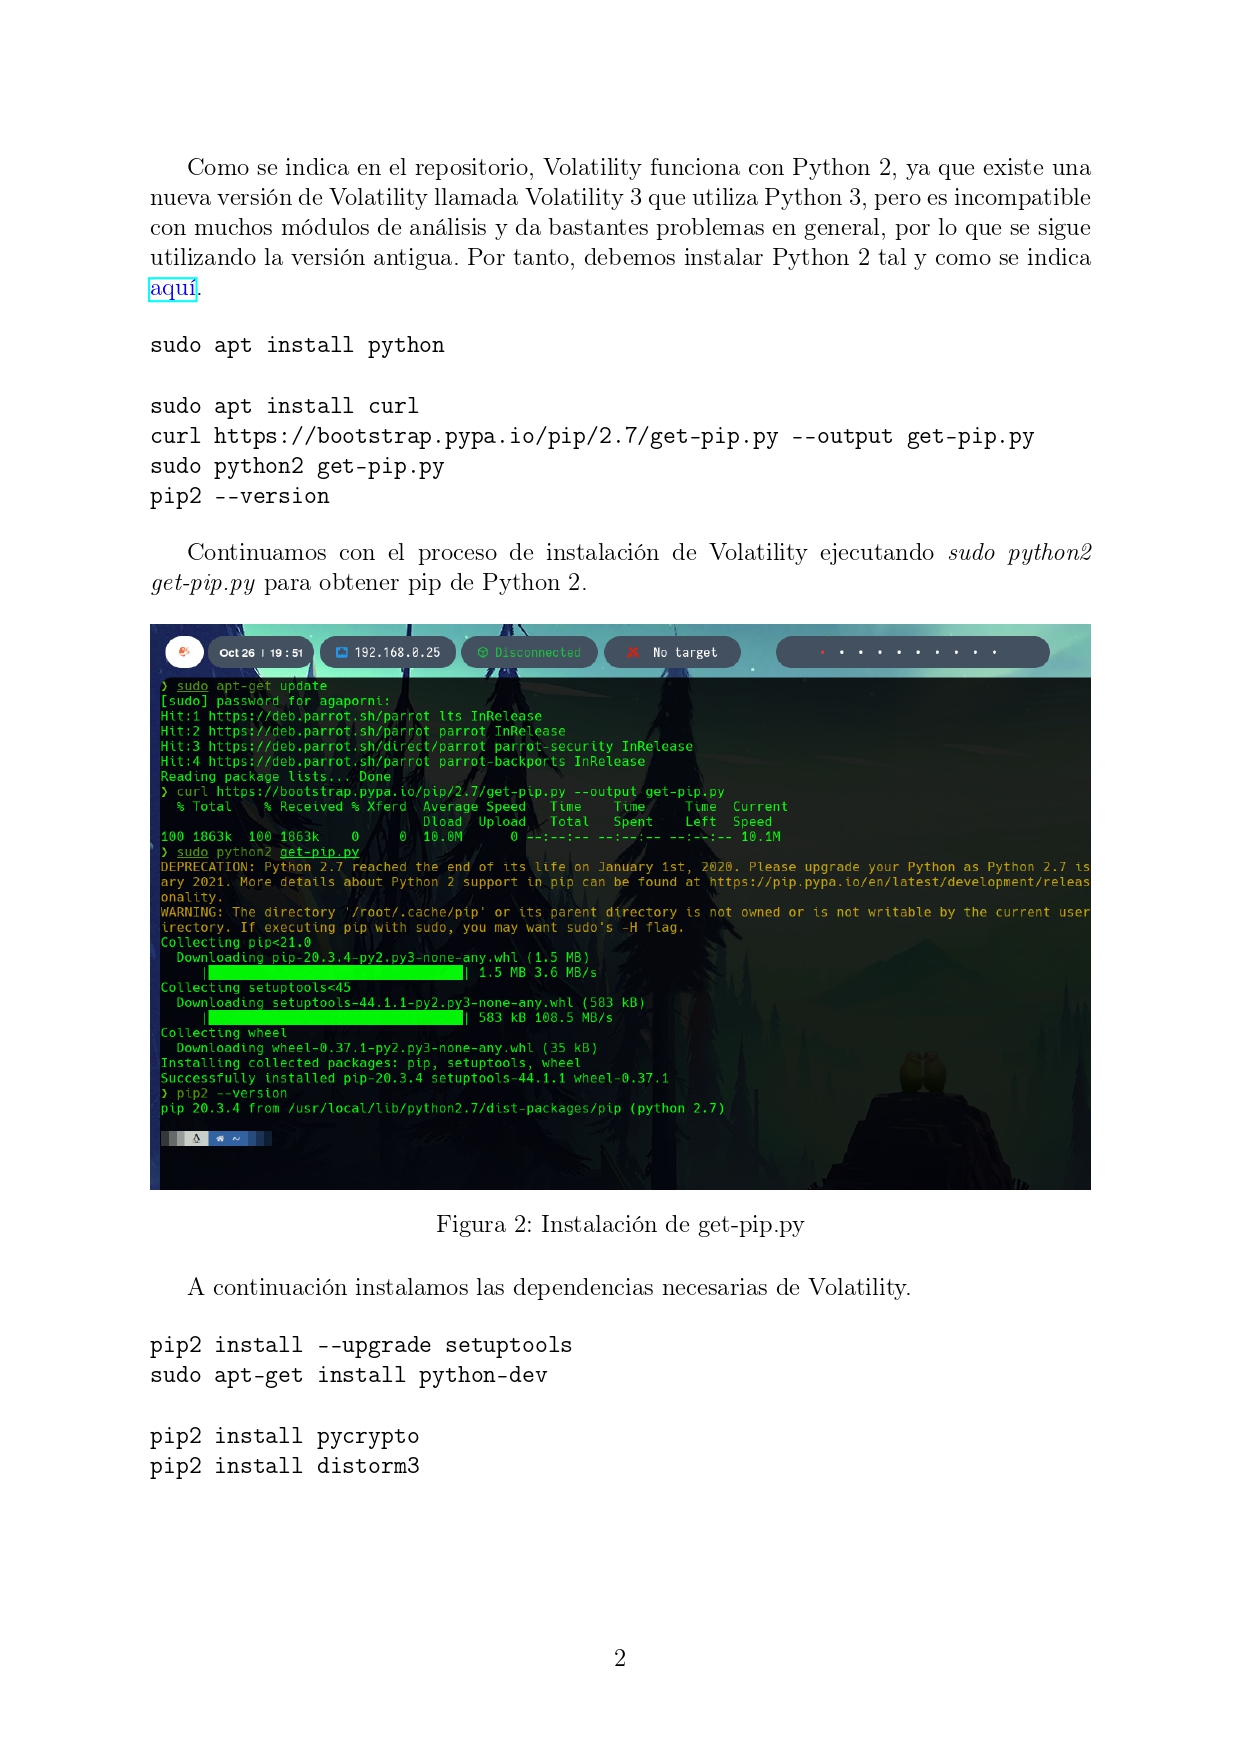 Como se indica en el repositorio, Volatility funciona con Python 2, ya que existe una
nueva versión de Volatility llamada Volatility 3 que utiliza Python 3, pero es incompatible
con muchos módulos de análisis y da bastantes problemas en general, por lo que se sigue
utilizando la versión antigua. Por tanto, debemos instalar Python 2 tal y como se indica
aquí.
sudo apt install python
sudo apt install curl
curl https://bootstrap.pypa.io/pip/2.7/get-pip.py --output get-pip.py
sudo python2 get-pip.py
pip2 --version
Continuamos con el proceso de instalación de Volatility ejecutando sudo python2
get-pip.py para obtener pip de Python 2.
Oct 26 | 19 : 51 192.168.0.25 Disconnected No target
❯ sudo apt-get update
[sudo] password for agaporni:
Hit:1 https://deb.parrot.sh/parrot lts InRelease
Hit:2 https://deb.parrot.sh/parrot parrot InRelease
Hit:3 https://deb.parrot.sh/direct/parrot parrot-security InRelease
Hit:4 https://deb.parrot.sh/parrot parrot-backports InRelease
Reading package lists... Done
❯ curl https://bootstrap.pypa.io/pip/2.7/get-pip.py --output get-pip.py
% Total % Received % Xferd Average Speed Time Time Time Current
Dload Upload Total Spent Left Speed
100 1863k 100 1863k 0 0 10.0M 0 --:--:-- --:--:-- --:--:-- 10.1M
❯ sudo python2 get-pip.py
DEPRECATION: Python 2.7 reached the end of its life on January 1st, 2020. Please upgrade your Python as Python 2.7 is
ary 2021. More details about Python 2 support in pip can be found at https://pip.pypa.io/en/latest/development/releas
onality.
WARNING: The directory '/root/.cache/pip' or its parent directory is not owned or is not writable by the current user
irectory. If executing pip with sudo, you may want sudo's -H flag.
Collecting pip<21.0
Downloading pip-20.3.4-py2.py3-none-any.whl (1.5 MB)
| | 1.5 MB 3.6 MB/s
Collecting setuptools<45
Downloading setuptools-44.1.1-py2.py3-none-any.whl (583 kB)
| | 583 kB 108.5 MB/s
Collecting wheel
Downloading wheel-0.37.1-py2.py3-none-any.whl (35 kB)
Installing collected packages: pip, setuptools, wheel
Successfully installed pip-20.3.4 setuptools-44.1.1 wheel-0.37.1
❯ pip2 --version
pip 20.3.4 from /usr/local/lib/python2.7/dist-packages/pip (python 2.7)
~
Figura 2: Instalación de get-pip.py
A continuación instalamos las dependencias necesarias de Volatility.
pip2 install --upgrade setuptools
sudo apt-get install python-dev
pip2 install pycrypto
pip2 install distorm3
2